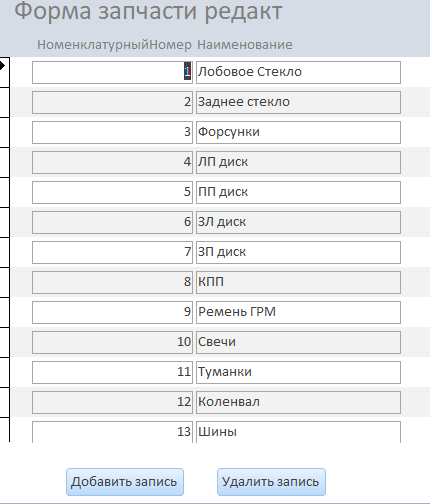 Форма запчасти редакт
НоменклатурныйНомер Наименование
1 Лобовое Стекло
2 Заднее стекло
3 Форсунки
4 ЛП диск
5 ПП диск
6 ЗЛ диск
7 ЗП диск
8 КПП
9 Ремень ГРМ
10 Свечи
11 Туманки
12 Коленвал
13 Шины
Добавить запись Удалить запись